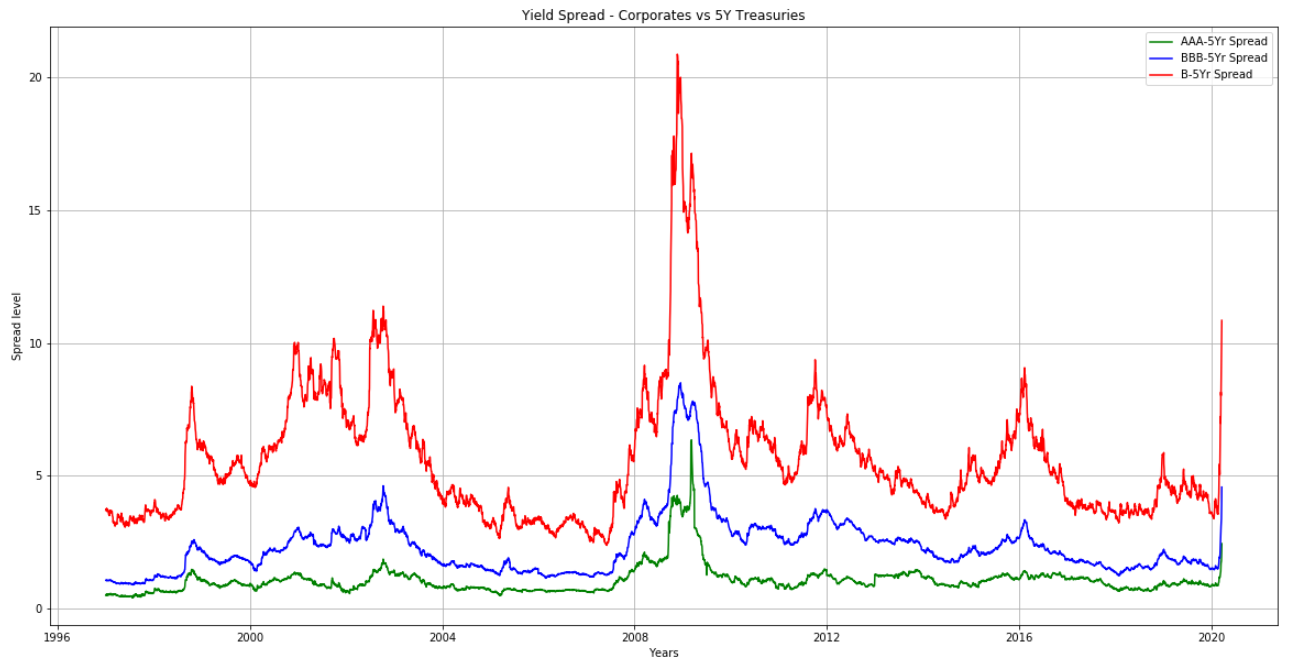 Yield Spread - Corporates vs 5Y Treasuries
AAA-5Yr Spread
BBB-5Yr Spread
B-5Yr Spread
Spread level
20
15
10
5
0
1996
2000
2004
2008
2012
2016
2020
Years